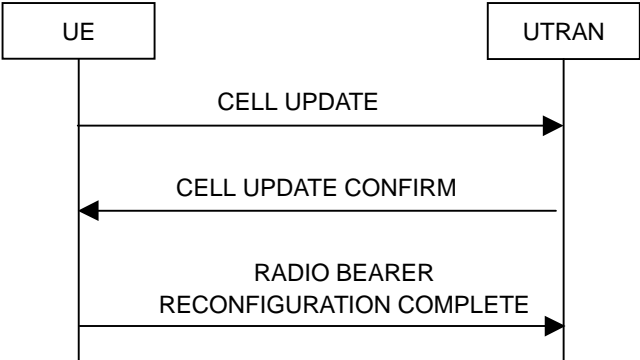 UE
UTRAN
CELL UPDATE
CELL UPDATE CONFIRM
RADIO BEARER
RECONFIGURATION COMPLETE